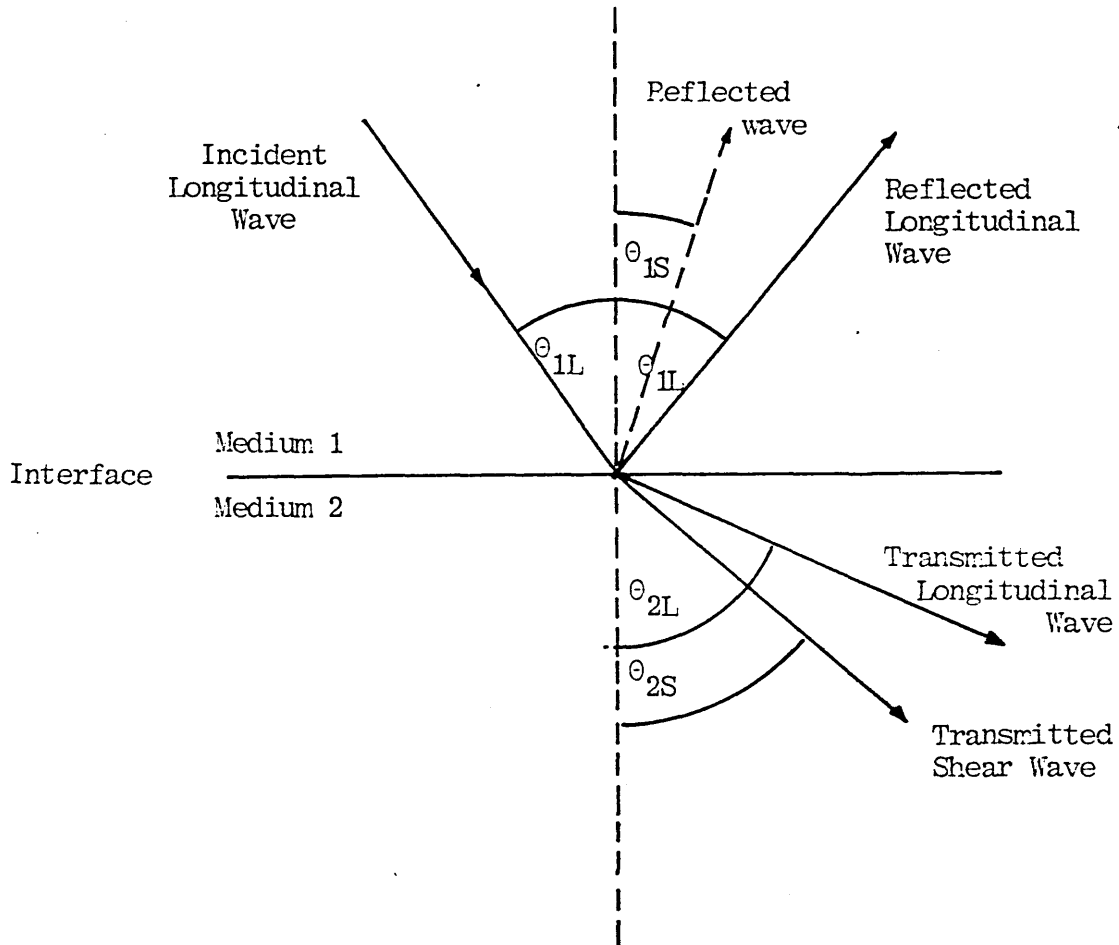 Reflected
wave
Incident
Longitudinal
Wave
Reflected
Longitudinal
Wave
Θ1S
Θ1L
Θ1L
Medium 1
Interface
Medium 2
Transmitted
Longitudinal
Wave
Θ2L
Θ2S
Transmitted
Shear Wave